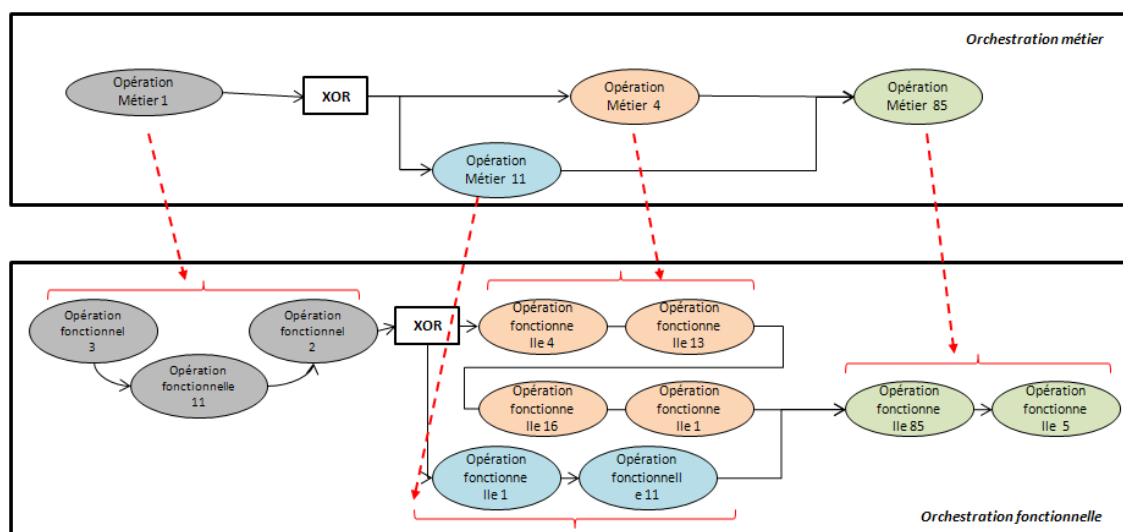 Orchestration métier
Opération
Métier 1
XOR
Opération
Métier 4
Opération
Métier 85
Opération
Métier 11
Opération
fonctionnel
3
Opération
fonctionnelle
11
Opération
fonctionnel
2
XOR
Opération
fonctionne
lle 4
Opération
fonctionne
lle 13
Opération
fonctionne
lle 16
Opération
fonctionne
lle 1
Opération
fonctionne
lle 85
Opération
fonctionne
lle 5
Opération
fonctionne
lle 1
Opération
fonctionnell
e 11
Orchestration fonctionnelle